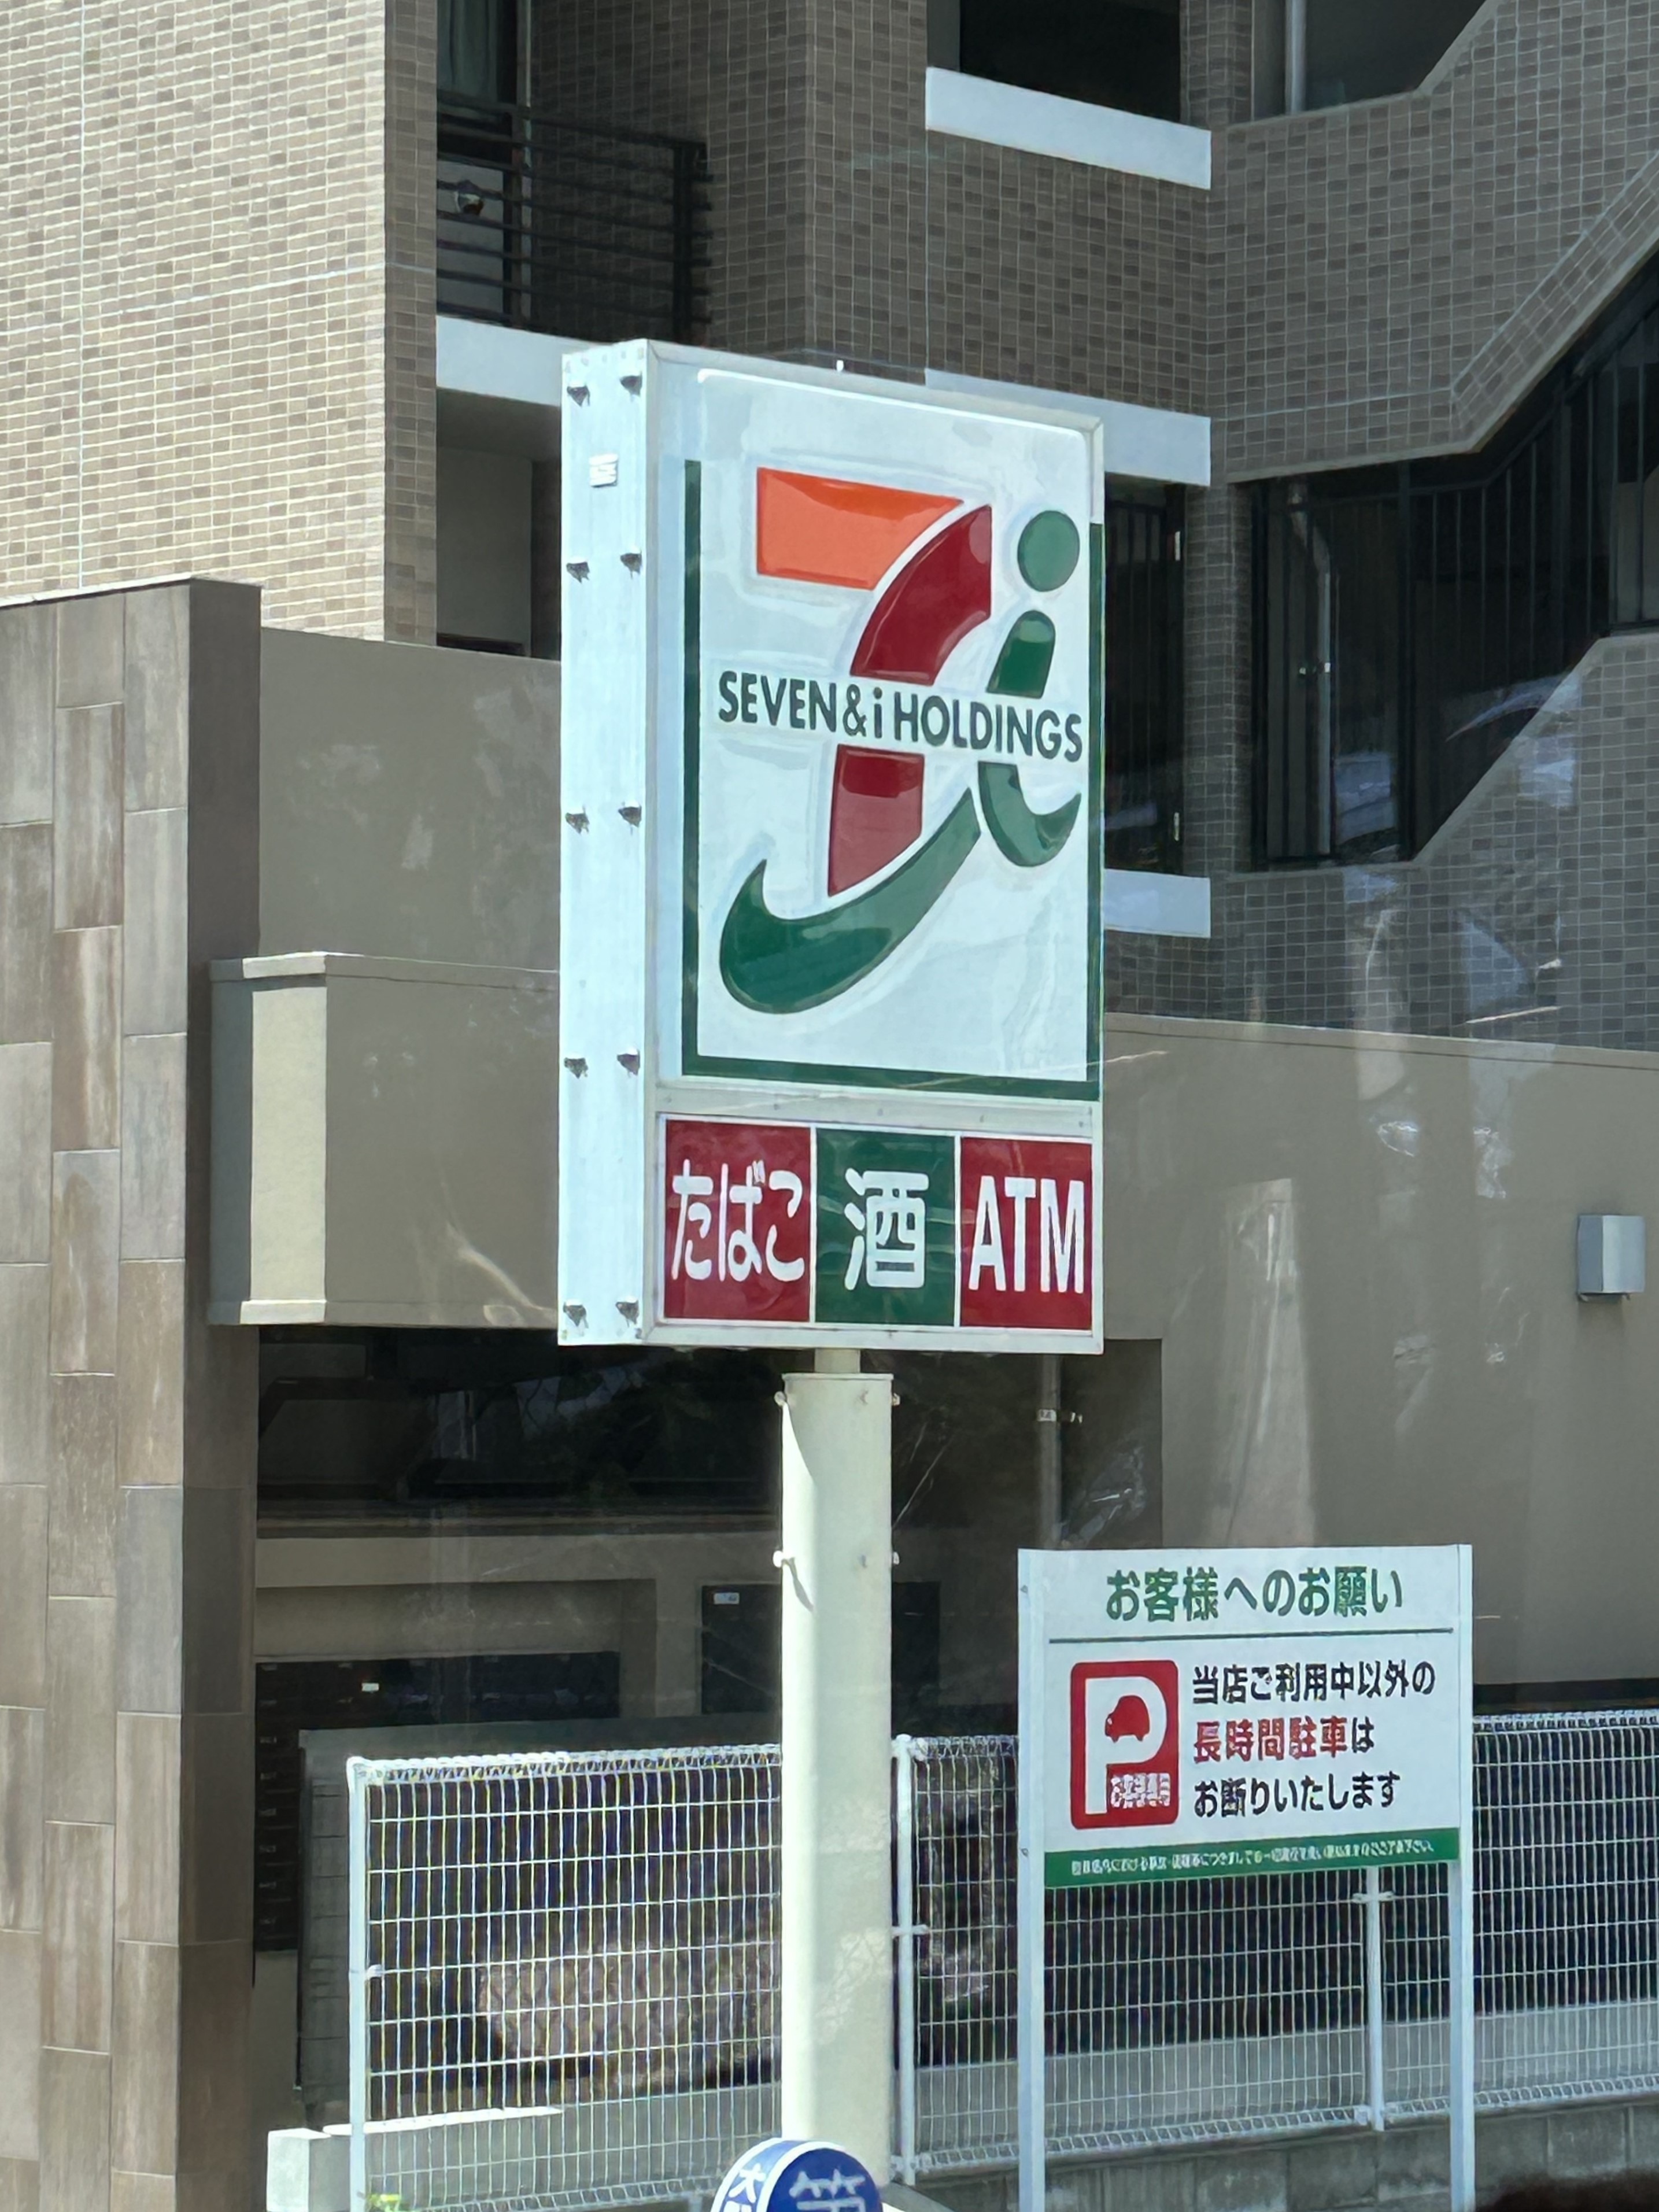 SEVEN&i HOLDINGS
たばこ 酒 ATM
お客様へのお願い
P
当店ご利用中以外の
長時間駐車は
お断りいたします